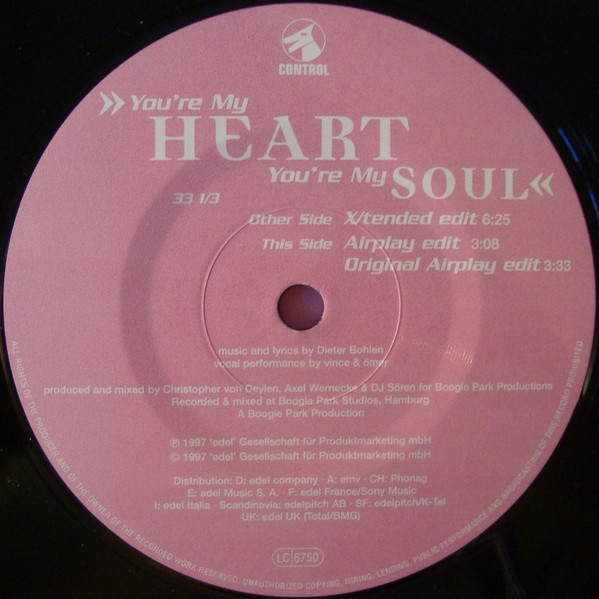 CONTROL
»You're My
HEART
You're My SOUL«
33 1/3
Other Side X/tended edit 6:25
This Side Airplay edit 3:08
Original Airplay edit 3:33
music and lyrics by Dieter Bohlen
vocal performance by vince & ömer
produced and mixed by Christopher von Deylen, Axel Wernecke & DJ Sören for Boogie Park Productions
Recorded & mixed at Boogia Park Studios, Hamburg
A Boogie Park Production
℗ 1997 'edel' Gesellschaft für Produktmarketing mbH
© 1997 'edel' Gesellschaft für Produktmarketing mbH
Distribution: D: edel company · A: emv · CH: Phonag
E: edel Music S. A. · F: edel France/Sony Music
I: edel Italia · Scandinavia: edelpitch AB · SF: edelpitch/K-Tel
UK: edel UK (Total/BMG)
LC 6750
ALL RIGHTS OF THE PRODUCER AND OF THE OWNER OF THE RECORDED WORK RESERVED. UNAUTHORIZED COPYING, HIRING, LENDING, PUBLIC PERFORMANCE AND BROADCASTING OF THIS RECORD PROHIBITED